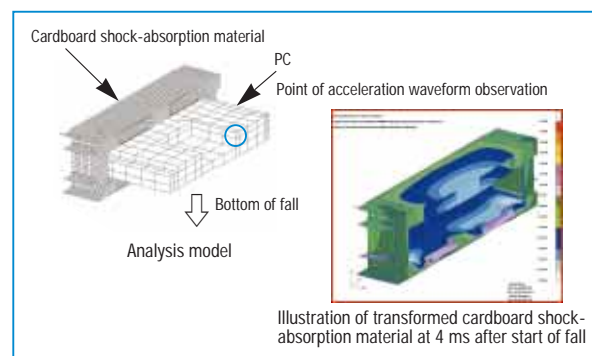 Cardboard shock-absorption material
PC
Point of acceleration waveform observation
Bottom of fall
Analysis model
Illustration of transformed cardboard shock-
absorption material at 4 ms after start of fall